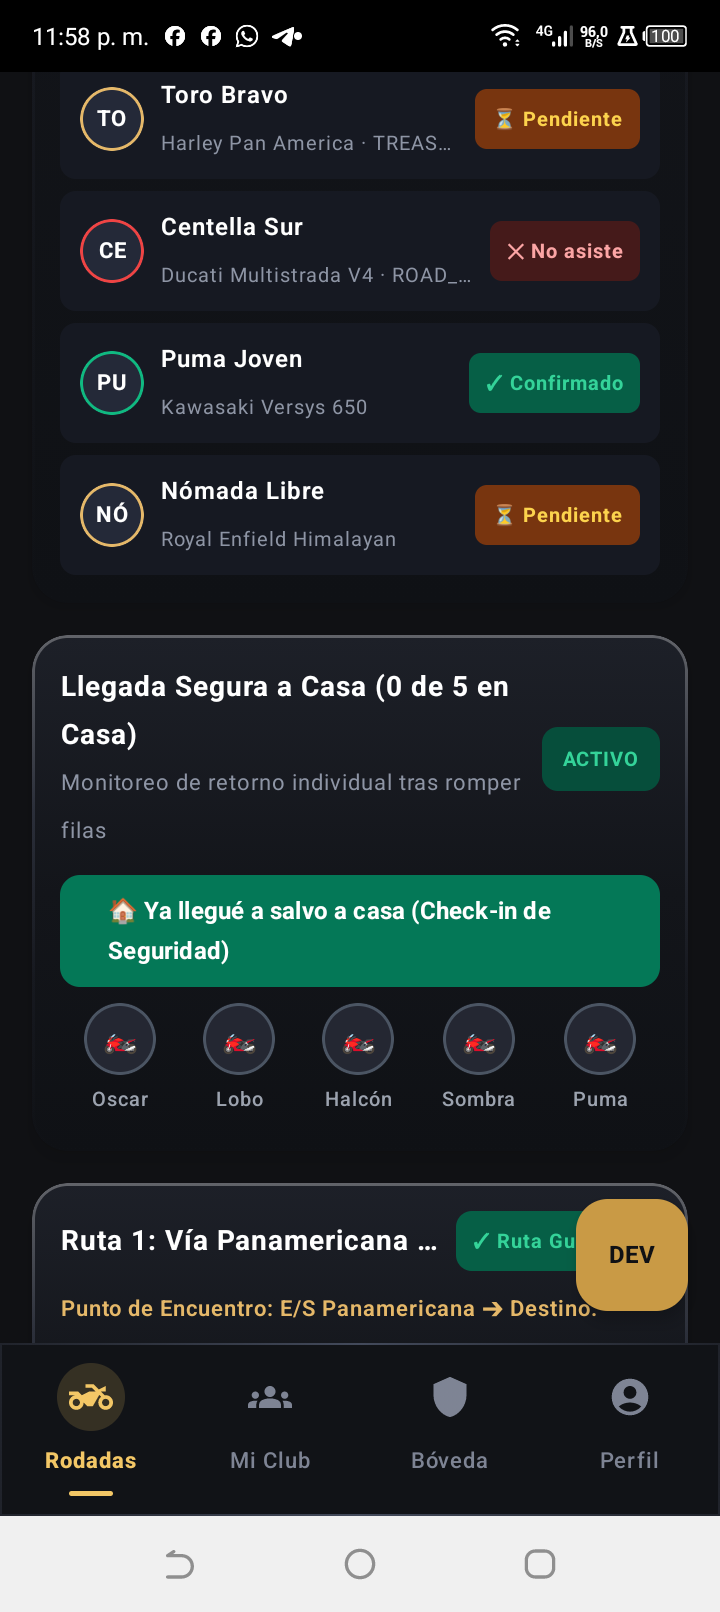 11:58 p. m.
4G
96.0
B/S
100
TO
Toro Bravo
Harley Pan America · TREAS...
⏳ Pendiente
CE
Centella Sur
Ducati Multistrada V4 · ROAD_...
✕ No asiste
PU
Puma Joven
Kawasaki Versys 650
✓ Confirmado
NÓ
Nómada Libre
Royal Enfield Himalayan
⏳ Pendiente
Llegada Segura a Casa (0 de 5 en
Casa)
Monitoreo de retorno individual tras romper
filas
ACTIVO
🏠 Ya llegué a salvo a casa (Check-in de
Seguridad)
Oscar
Lobo
Halcón
Sombra
Puma
Ruta 1: Vía Panamericana ...
✓ Ruta Gu
DEV
Punto de Encuentro: E/S Panamericana ➔ Destino:
Rodadas
Mi Club
Bóveda
Perfil